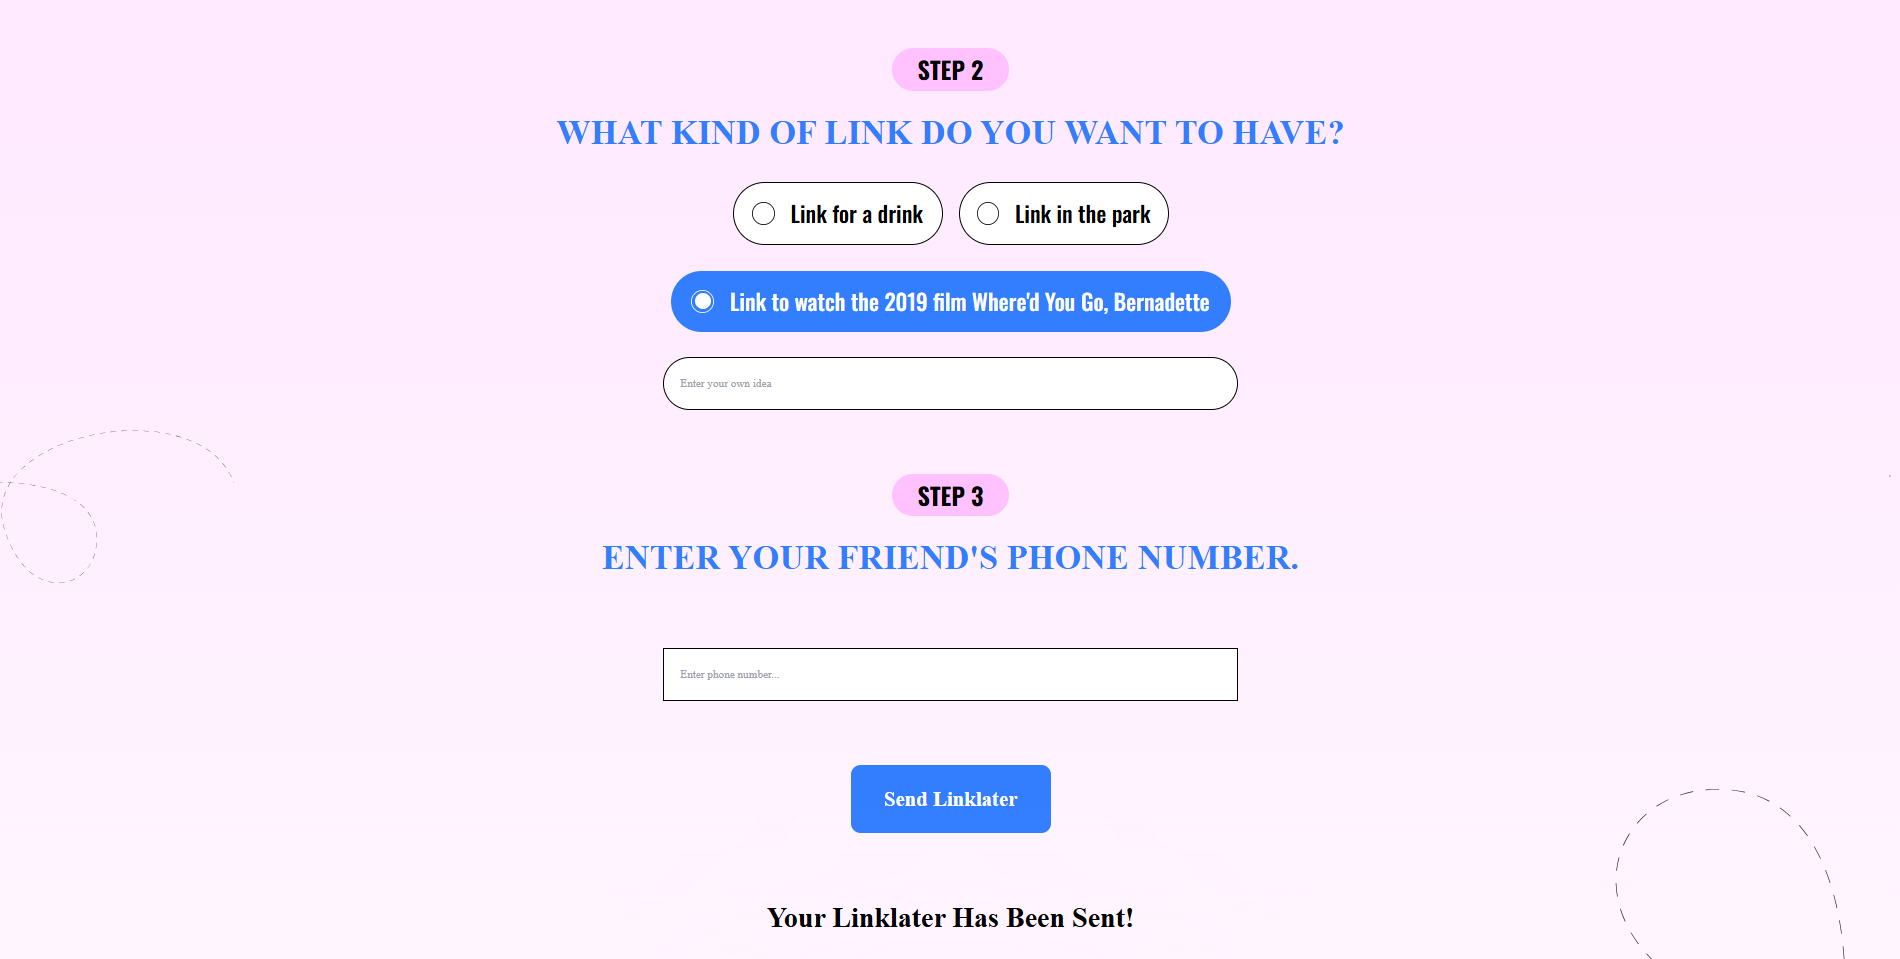 STEP 2
WHAT KIND OF LINK DO YOU WANT TO HAVE?
Link for a drink
Link in the park
Link to watch the 2019 film Where'd You Go, Bernadette
Enter your own idea
STEP 3
ENTER YOUR FRIEND'S PHONE NUMBER.
Enter phone number...
Send Linklater
Your Linklater Has Been Sent!